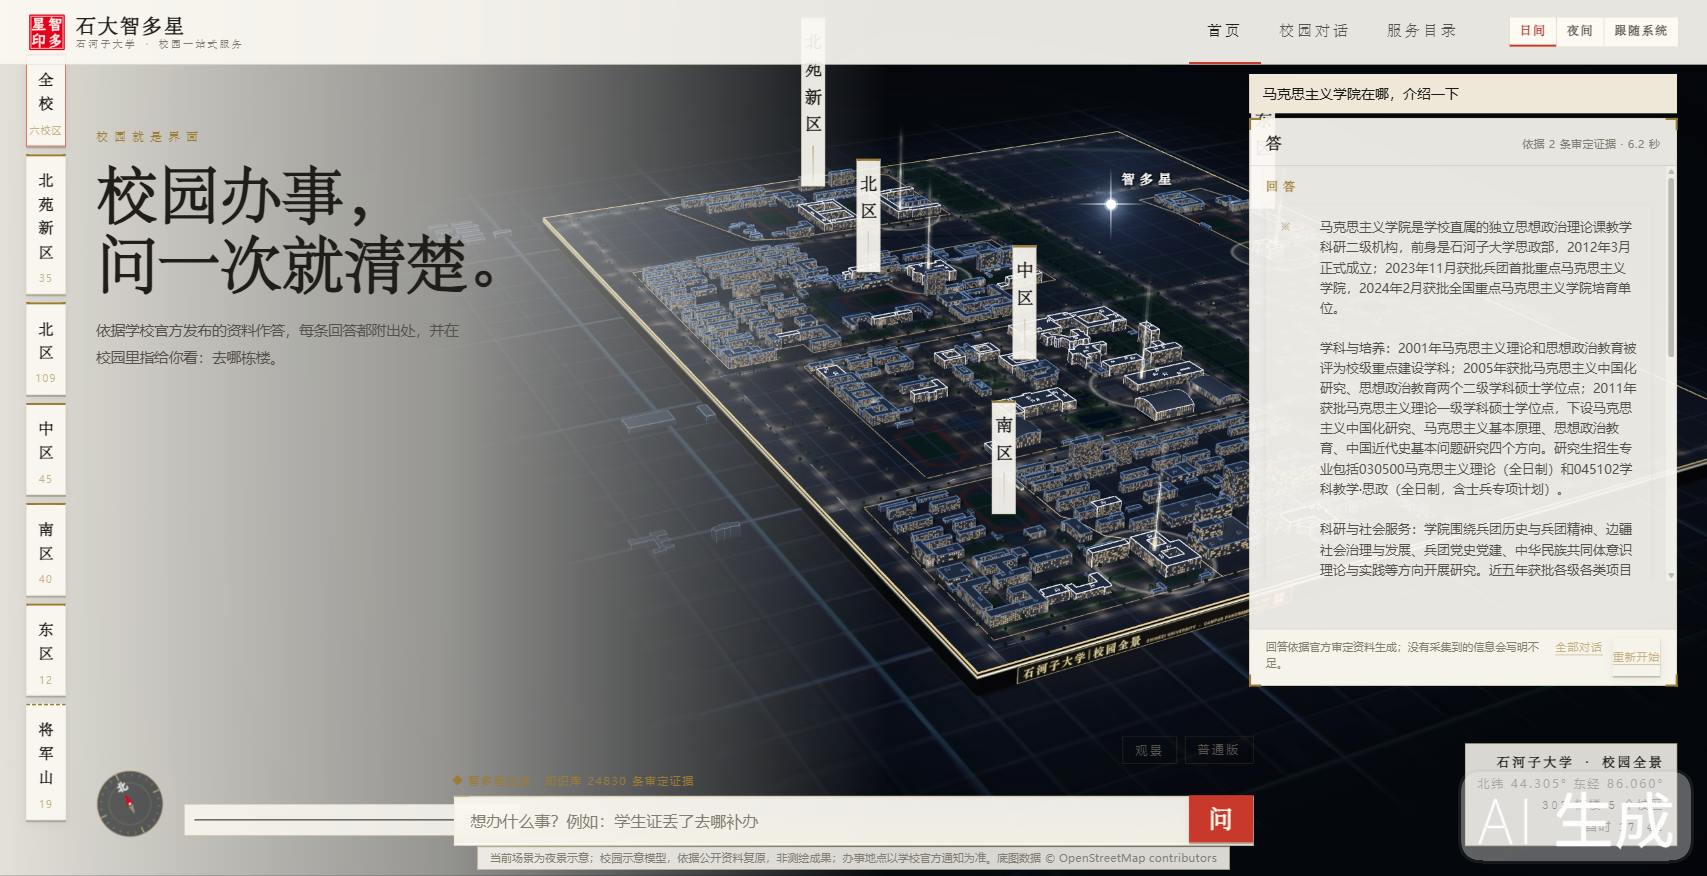 星智
印多
石大智多星
石河子大学 · 校园一站式服务
首页
校园对话
服务目录
日间
夜间
跟随系统
全校
六校区
北苑新区
35
北区
109
中区
45
南区
40
东区
12
将军山
19
校园就是界面
校园办事，
问一次就清楚。
依据学校官方发布的资料作答，每条回答都附出处，并在
校园里指给你看：去哪栋楼。
北苑新区
北区
中区
南区
智多星
石河子大学 | 校园全景
马克思主义学院在哪，介绍一下
答
依据 2 条审定证据 · 6.2 秒
回答
※
马克思主义学院是学校直属的独立思想政治理论课教学
科研二级机构，前身是石河子大学思政部，2012年3月
正式成立；2023年11月获批兵团首批重点马克思主义
学院，2024年2月获批全国重点马克思主义学院培育单
位。
学科与培养：2001年马克思主义理论和思想政治教育被
评为校级重点建设学科；2005年获批马克思主义中国化
研究、思想政治教育两个二级学科硕士学位点；2011年
获批马克思主义理论一级学科硕士学位点，下设马克思
主义中国化研究、马克思主义基本原理、思想政治教
育、中国近代史基本问题研究四个方向。研究生招生专
业包括030500马克思主义理论（全日制）和045102学
科教学·思政（全日制，含士兵专项计划）。
科研与社会服务：学院围绕兵团历史与兵团精神、边疆
社会治理与发展、兵团党史党建、中华民族共同体意识
理论与实践等方向开展研究。近五年获批各级各类项目
回答依据官方审定资料生成；没有采集到的信息会写明不
足。
全部对话
重新开始
观景
普通版
北
知识库 24830 条审定证据
想办什么事？例如：学生证丢了去哪补办
问
当前场景为夜景示意；校园示意模型，依据公开资料复原，非测绘成果；办事地点以学校官方通知为准。底图数据 © OpenStreetMap contributors
石河子大学 · 校园全景
北纬 44.305° 东经 86.060°
AI 生成